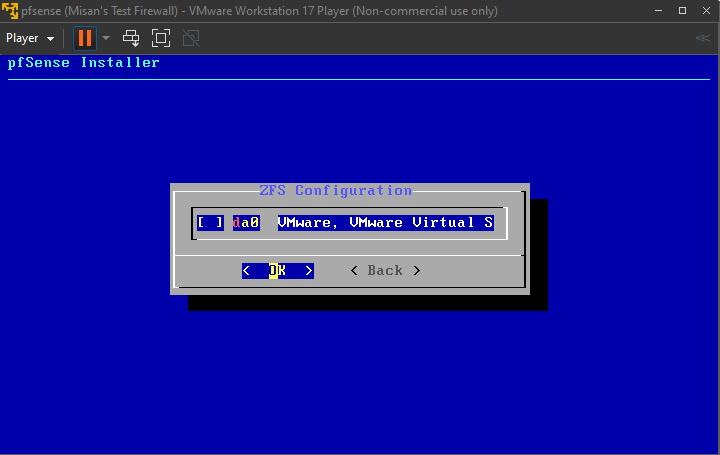 pfsense (Misan's Test Firewall) - VMware Workstation 17 Player (Non-commercial use only)
Player
pfSense Installer
ZFS Configuration
[ ] da0 VMware, VMware Virtual S
< OK > < Back >